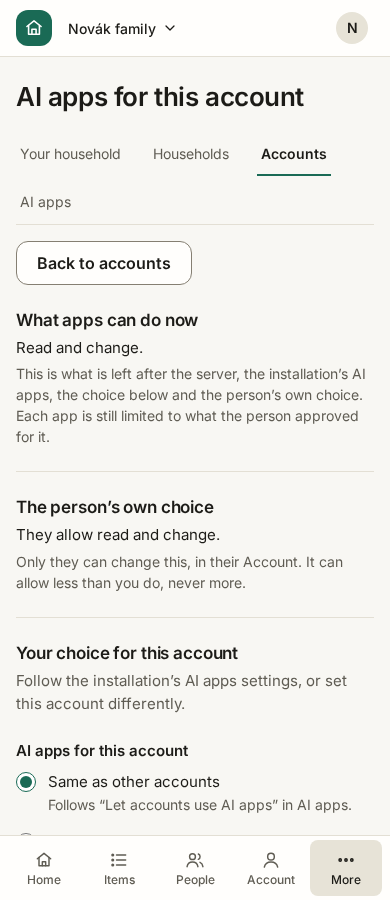 Novák family
N
AI apps for this account
Your household
Households
Accounts
AI apps
Back to accounts
What apps can do now
Read and change.
This is what is left after the server, the installation’s AI
apps, the choice below and the person’s own choice.
Each app is still limited to what the person approved
for it.
The person’s own choice
They allow read and change.
Only they can change this, in their Account. It can
allow less than you do, never more.
Your choice for this account
Follow the installation’s AI apps settings, or set
this account differently.
AI apps for this account
Same as other accounts
Follows “Let accounts use AI apps” in AI apps.
Home
Items
People
Account
More